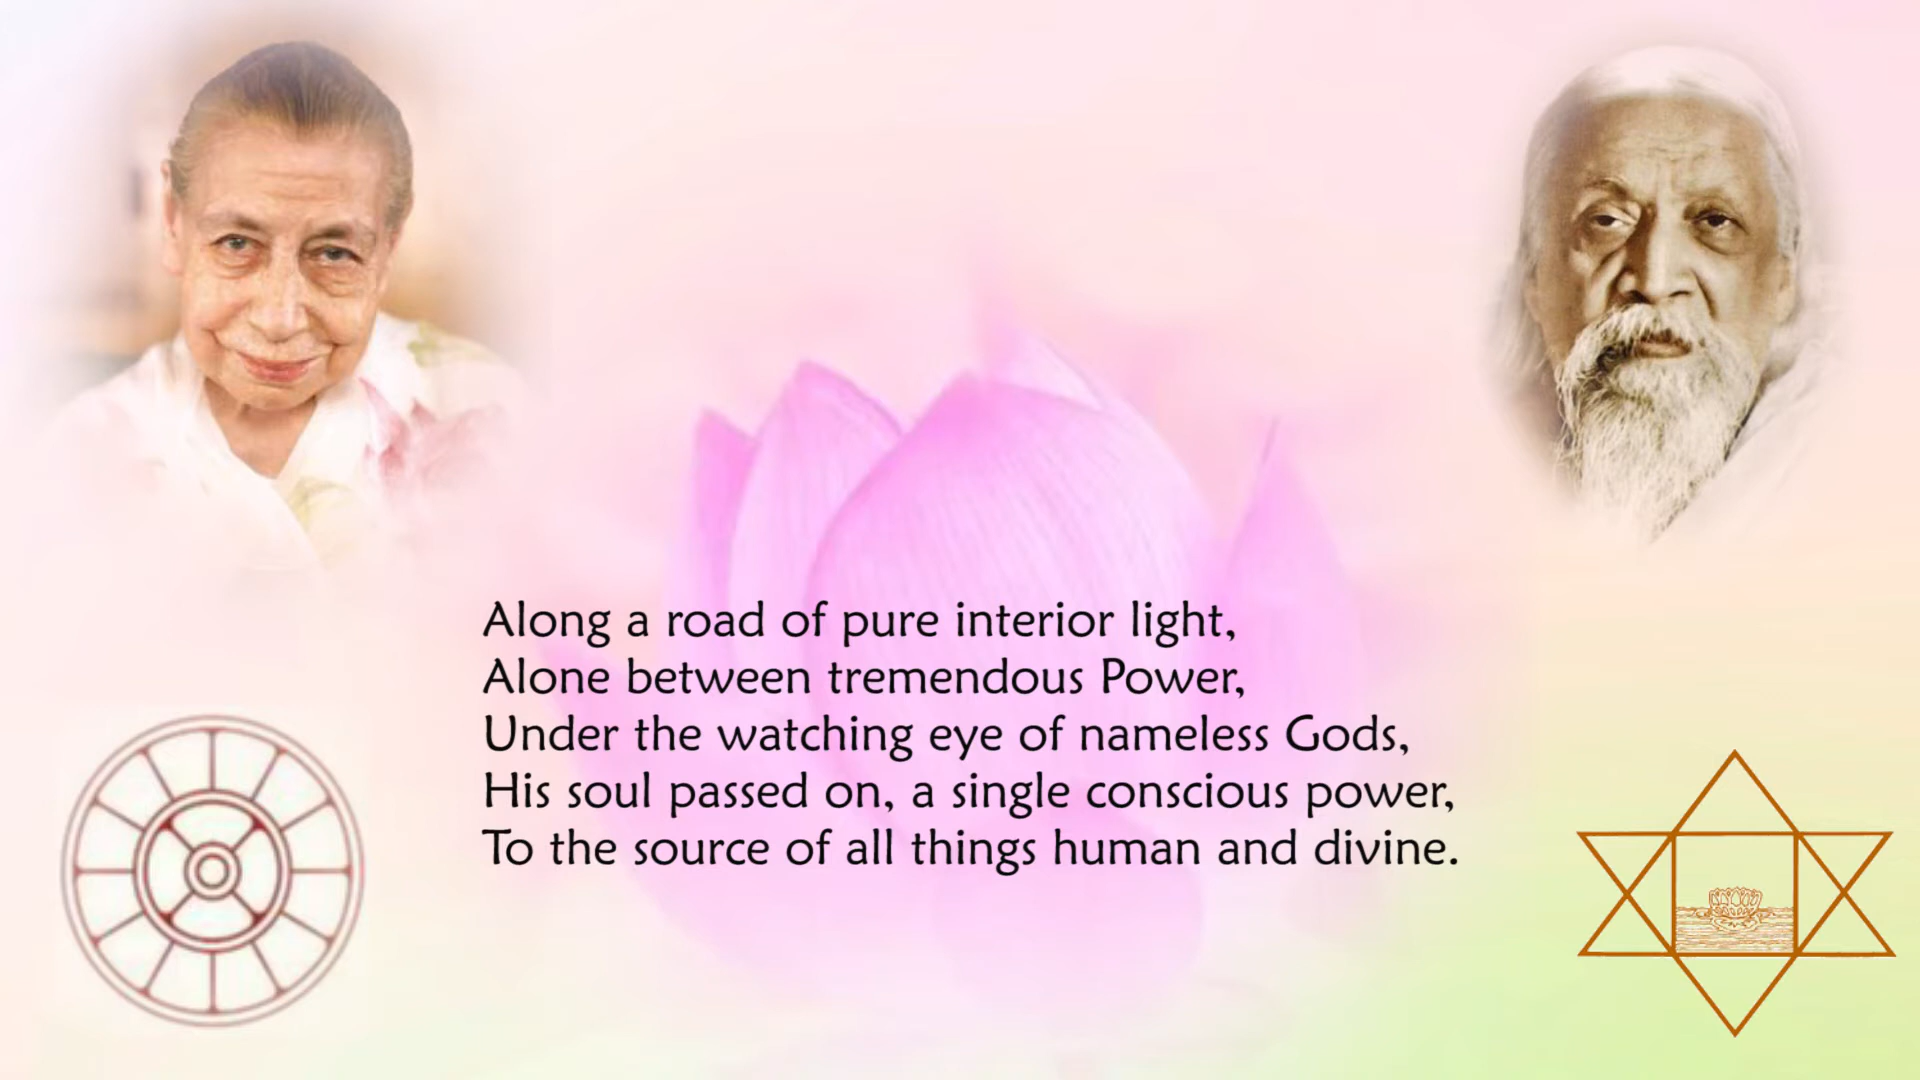 Along a road of pure interior light,
Alone between tremendous Power,
Under the watching eye of nameless Gods,
His soul passed on, a single conscious power,
To the source of all things human and divine.